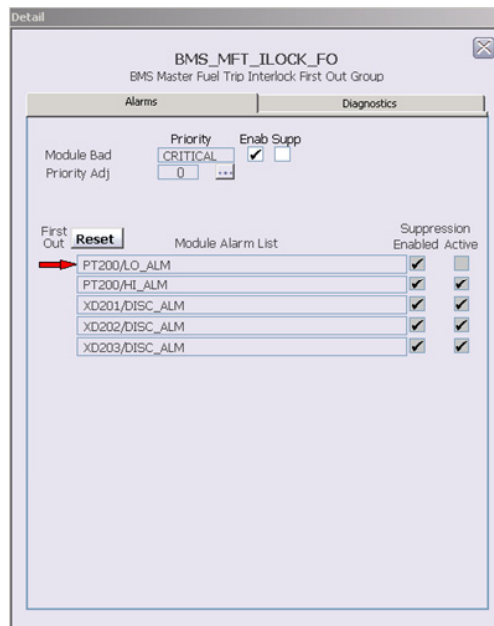 Detail
BMS_MFT_ILOCK_FO
BMS Master Fuel Trip Interlock First Out Group
Alarms Diagnostics
Priority Enab Supp
Module Bad CRITICAL
Priority Adj 0 ...
First Out Reset Module Alarm List Suppression Enabled Active
PT200/LO_ALM
PT200/HI_ALM
XD201/DISC_ALM
XD202/DISC_ALM
XD203/DISC_ALM